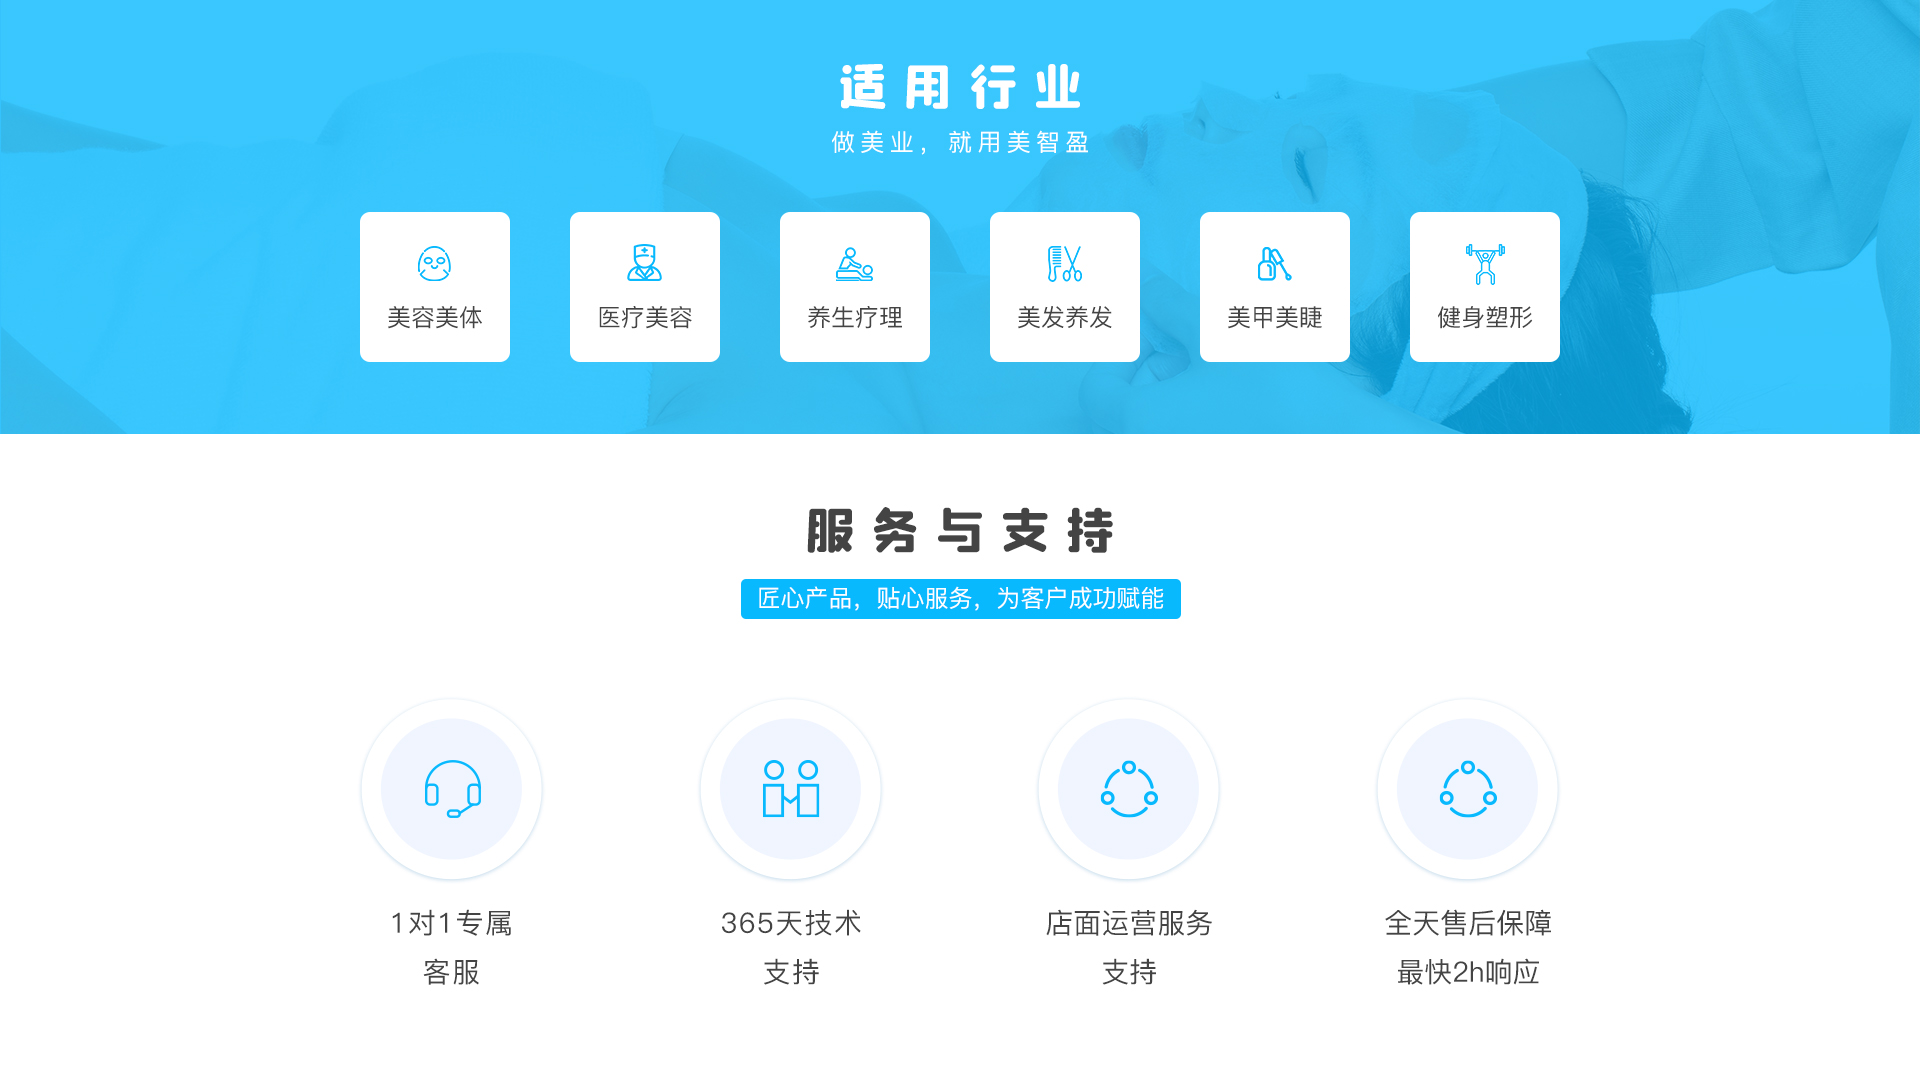 适用行业
做美业，就用美智盈
美容美体
医疗美容
养生疗理
美发养发
美甲美睫
健身塑形
服务与支持
匠心产品，贴心服务，为客户成功赋能
1对1专属
客服
365天技术
支持
店面运营服务
支持
全天售后保障
最快2h响应